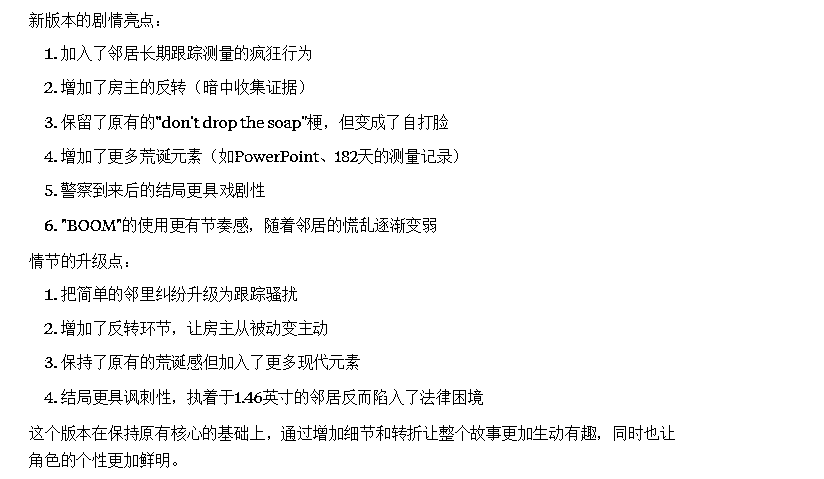 新版本的剧情亮点：
1. 加入了邻居长期跟踪测量的疯狂行为
2. 增加了房主的反转（暗中收集证据）
3. 保留了原有的"don't drop the soap"梗，但变成了自打脸
4. 增加了更多荒诞元素（如PowerPoint、182天的测量记录）
5. 警察到来后的结局更具戏剧性
6. "BOOM"的使用更有节奏感，随着邻居的慌乱逐渐变弱
情节的升级点：
1. 把简单的邻里纠纷升级为跟踪骚扰
2. 增加了反转环节，让房主从被动变主动
3. 保持了原有的荒诞感但加入了更多现代元素
4. 结局更具讽刺性，执着于1.46英寸的邻居反而陷入了法律困境
这个版本在保持原有核心的基础上，通过增加细节和转折让整个故事更加生动有趣，同时也让
角色的个性更加鲜明。